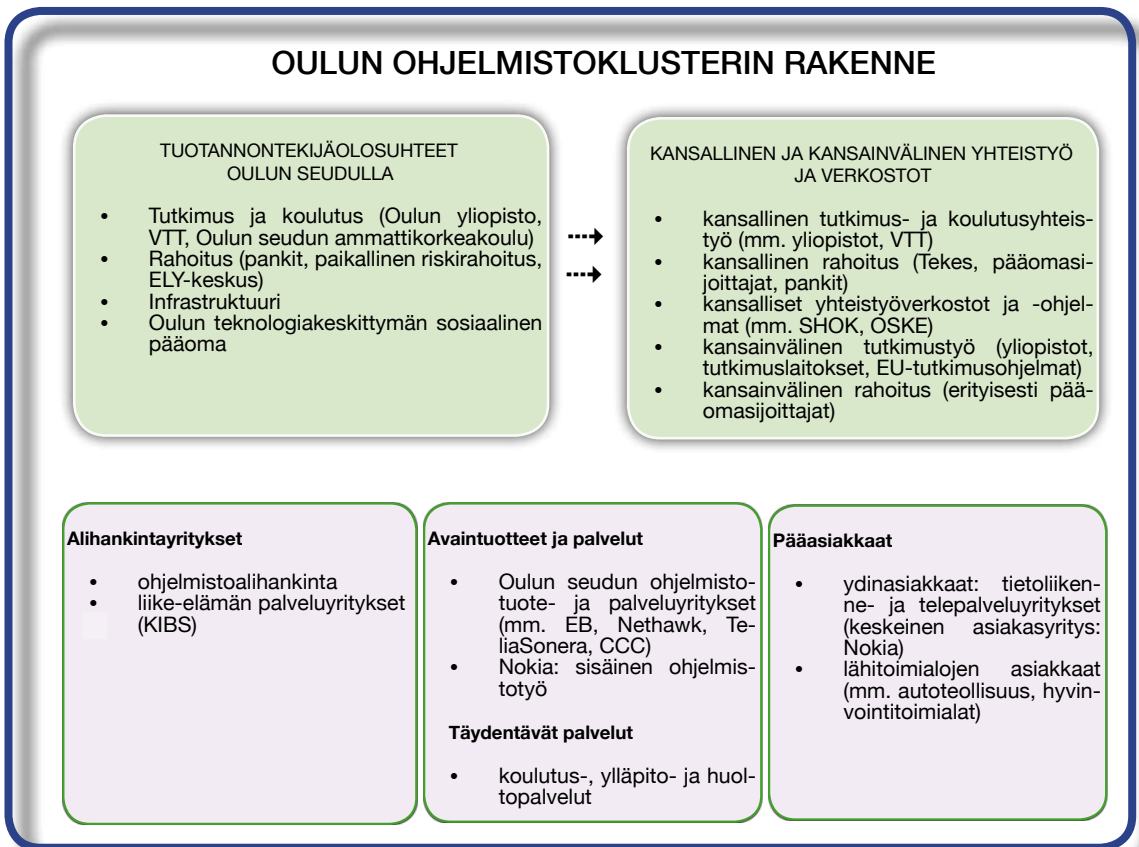 OULUN OHJELMISTOKLUSTERIN RAKENNE
TUOTANNONTEKIJÄOLOSUHTEET
OULUN SEUDULLA
• Tutkimus ja koulutus (Oulun yliopisto,
VTT, Oulun seudun ammattikorkeakoulu)
• Rahoitus (pankit, paikallinen riskirahoitus,
ELY-keskus)
• Infrastruktuuri
• Oulun teknologiakeskittymän sosiaalinen
pääoma
KANSALLINEN JA KANSAINVÄLINEN YHTEISTYÖ
JA VERKOSTOT
• kansallinen tutkimus- ja koulutusyhteis-
työ (mm. yliopistot, VTT)
• kansallinen rahoitus (Tekes, pääomasi-
joittajat, pankit)
• kansalliset yhteistyöverkostot ja -ohjel-
mat (mm. SHOK, OSKE)
• kansainvälinen tutkimustyö (yliopistot,
tutkimuslaitokset, EU-tutkimusohjelmat)
• kansainvälinen rahoitus (erityisesti pää-
omasijoittajat)
Alihankintayritykset
• ohjelmistoalihankinta
• liike-elämän palveluyritykset
(KIBS)
Avaintuotteet ja palvelut
• Oulun seudun ohjelmisto-
tuote- ja palveluyritykset
(mm. EB, Nethawk, Te-
liaSonera, CCC)
• Nokia: sisäinen ohjelmis-
totyö
Täydentävät palvelut
• koulutus-, ylläpito- ja huol-
topalvelut
Pääasiakkaat
• ydinasiakkaat: tietoliiken-
ne- ja telepalveluyritykset
(keskeinen asiakasyritys:
Nokia)
• lähitoimialojen asiakkaat
(mm. autoteollisuus, hyvin-
vointitoimialat)